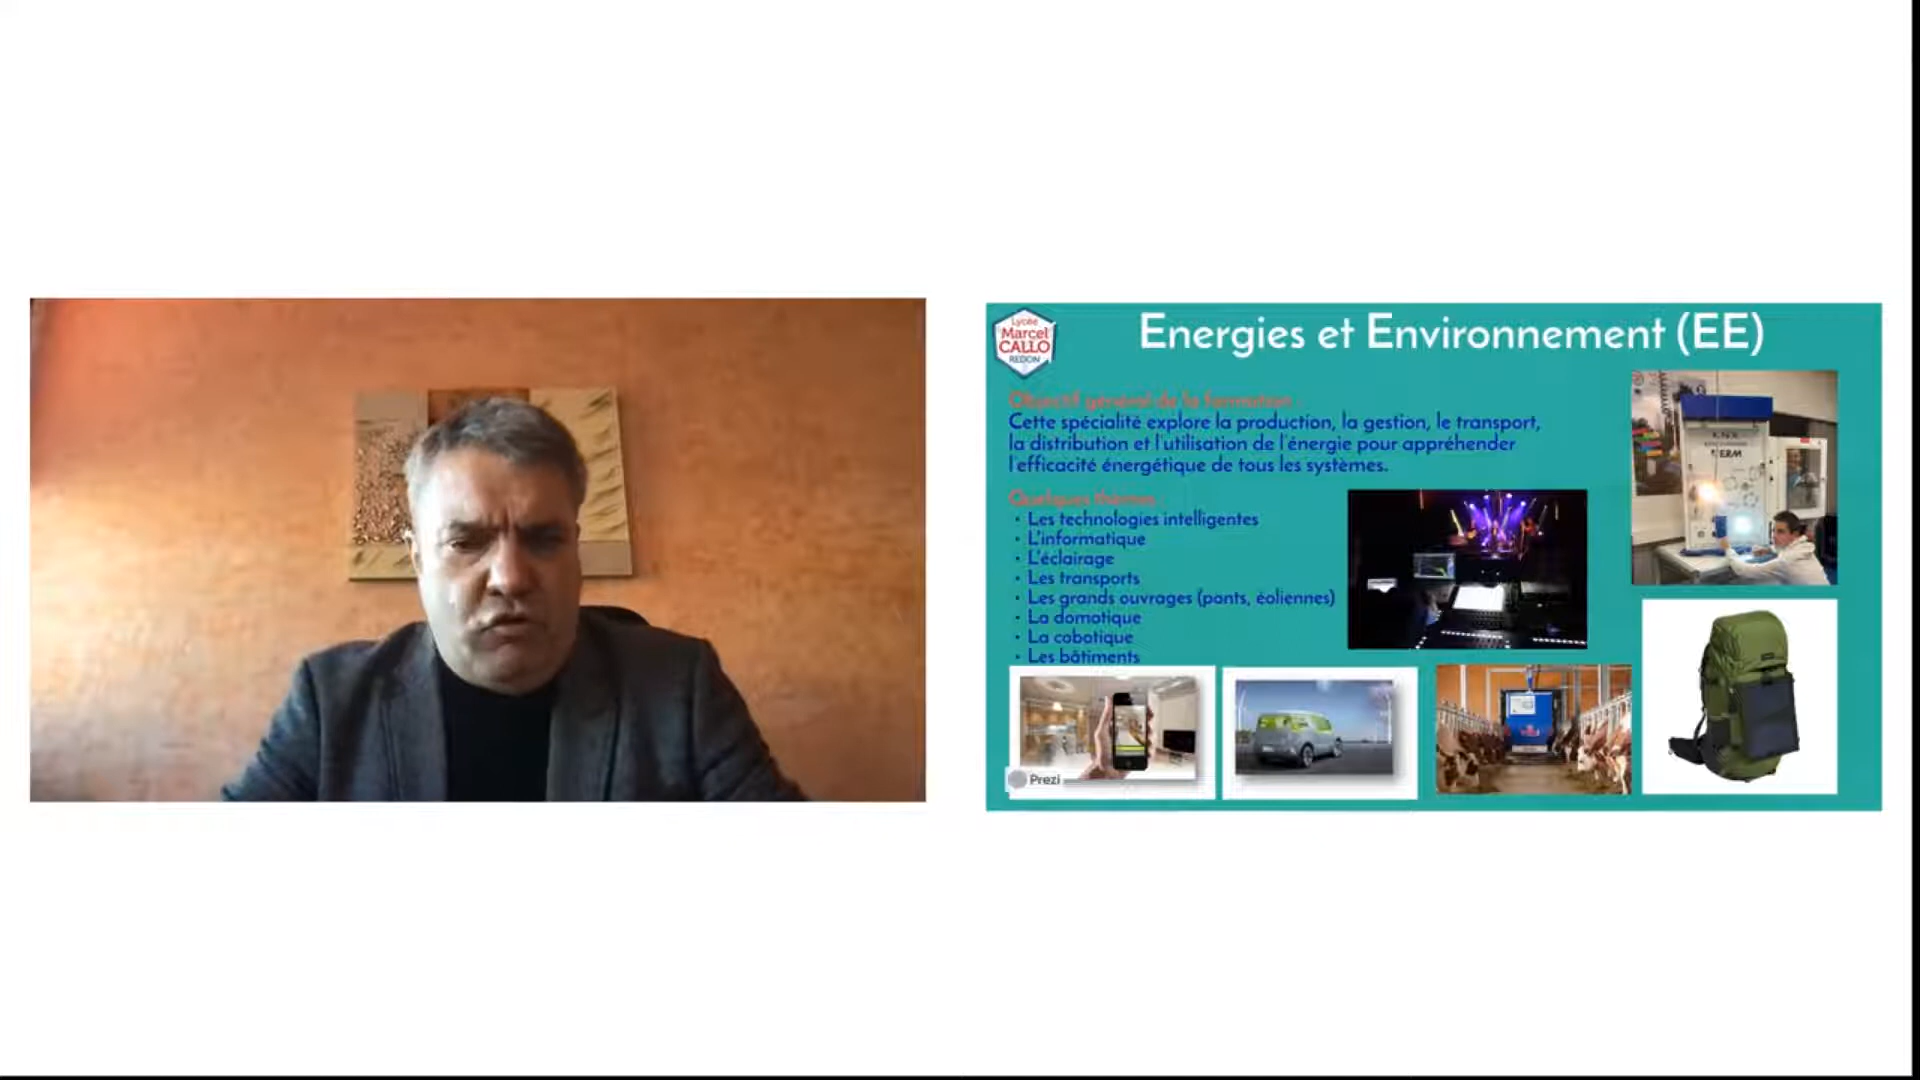 Lycée
Marcel
CALLO
REDON
Energies et Environnement (EE)
Objectif général de la formation :
Cette spécialité explore la production, la gestion, le transport,
la distribution et l'utilisation de l'énergie pour appréhender
l'efficacité énergétique de tous les systèmes.
Quelques thèmes :
• Les technologies intelligentes
• L'informatique
• L'éclairage
• Les transports
• Les grands ouvrages (ponts, éoliennes)
• La domotique
• La cobotique
• Les bâtiments
KNX
ERM
Prezi